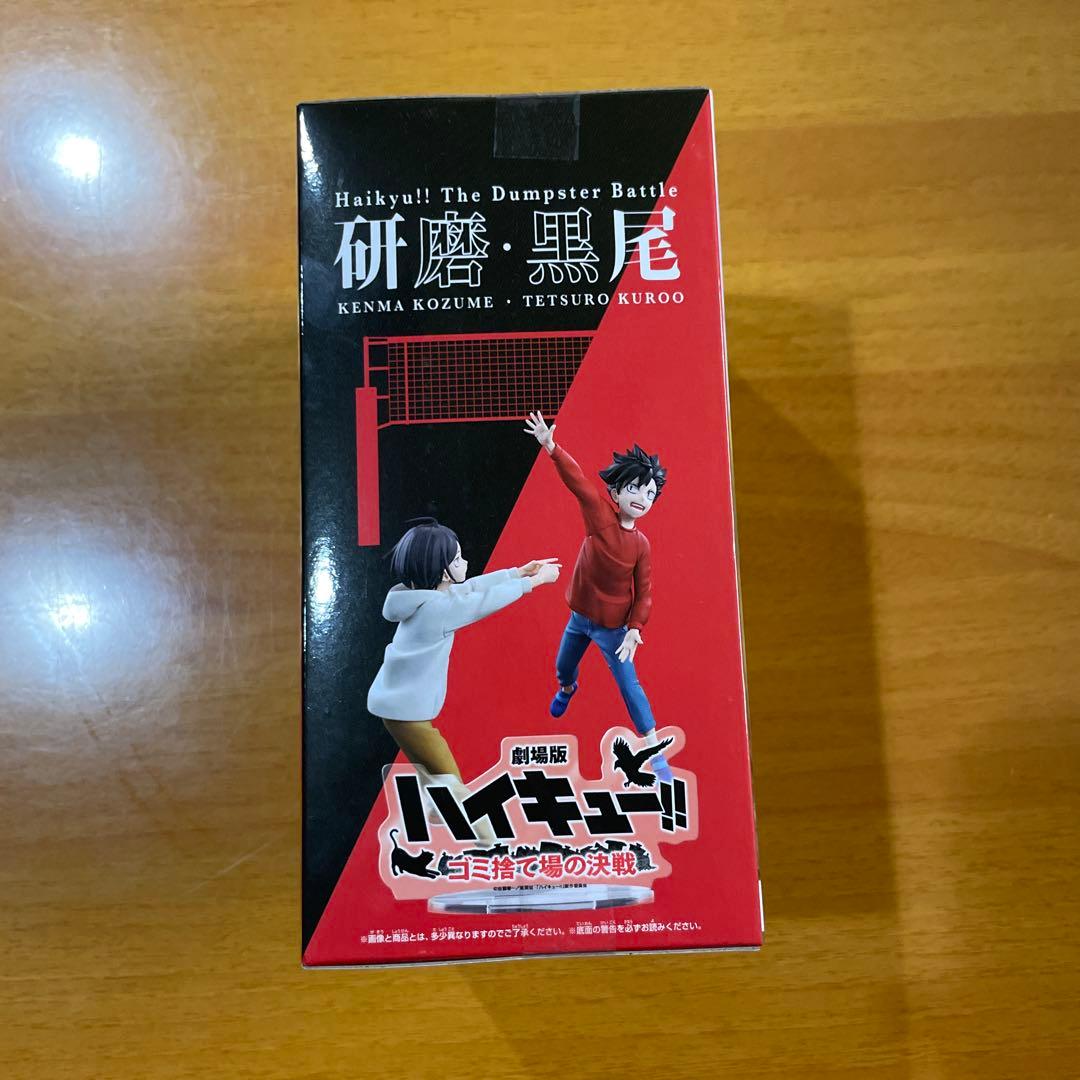 Haikyu!! The Dumpster Battle
研磨・黒尾
KENMA KOZUME・TETSURO KUROO
劇場版
ハイキュー!!
ゴミ捨て場の決戦
※画像と商品とは、多少異なりますのでご了承ください。※底面の警告を必ずお読みください。